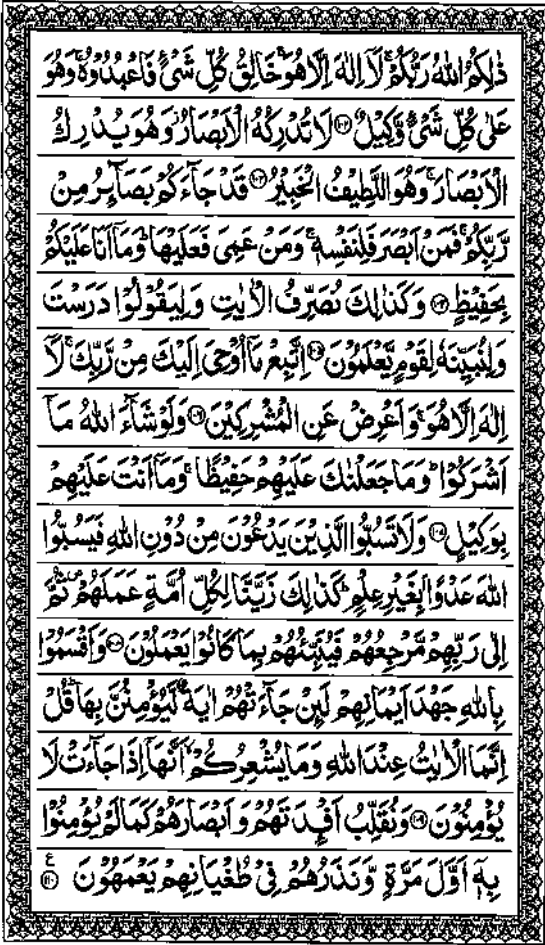 ذٰلِكُمُ اللّٰهُ رَبُّكُمْ ۚ لَاۤ اِلٰهَ اِلَّا هُوَ ۚ خَالِقُ كُلِّ شَیْءٍ فَاعْبُدُوْهُ ۚ وَهُوَ
عَلٰی كُلِّ شَیْءٍ وَّكِیْلٌ ۝۱۰۲ لَا تُدْرِكُهُ الْاَبْصَارُ ؗ وَهُوَ یُدْرِكُ
الْاَبْصَارَ ۚ وَهُوَ اللَّطِیْفُ الْخَبِیْرُ ۝۱۰۳ قَدْ جَآءَكُمْ بَصَآىِٕرُ مِنْ
رَّبِّكُمْ ۚ فَمَنْ اَبْصَرَ فَلِنَفْسِهٖ ۚ وَمَنْ عَمِیَ فَعَلَیْهَا ؕ وَمَاۤ اَنَا عَلَیْكُمْ
بِحَفِیْظٍ ۝۱۰۴ وَكَذٰلِكَ نُصَرِّفُ الْاٰیٰتِ وَلِیَقُوْلُوْا دَرَسْتَ
وَلِنُبَیِّنَهٗ لِقَوْمٍ یَّعْلَمُوْنَ ۝۱۰۵ اِتَّبِعْ مَاۤ اُوْحِیَ اِلَیْكَ مِنْ رَّبِّكَ ۚ لَاۤ
اِلٰهَ اِلَّا هُوَ ۚ وَاَعْرِضْ عَنِ الْمُشْرِكِیْنَ ۝۱۰۶ وَلَوْ شَآءَ اللّٰهُ مَاۤ
اَشْرَكُوْا ؕ وَمَا جَعَلْنٰكَ عَلَیْهِمْ حَفِیْظًا ۚ وَمَاۤ اَنْتَ عَلَیْهِمْ
بِوَكِیْلٍ ۝۱۰۷ وَلَا تَسُبُّوا الَّذِیْنَ یَدْعُوْنَ مِنْ دُوْنِ اللّٰهِ فَیَسُبُّوا
اللّٰهَ عَدْوًۢا بِغَیْرِ عِلْمٍ ؕ كَذٰلِكَ زَیَّنَّا لِكُلِّ اُمَّةٍ عَمَلَهُمْ ۪ ثُمَّ
اِلٰی رَبِّهِمْ مَّرْجِعُهُمْ فَیُنَبِّئُهُمْ بِمَا كَانُوْا یَعْمَلُوْنَ ۝۱۰۸ وَاَقْسَمُوْا
بِاللّٰهِ جَهْدَ اَیْمَانِهِمْ لَىِٕنْ جَآءَتْهُمْ اٰیَةٌ لَّیُؤْمِنُنَّ بِهَا ؕ قُلْ
اِنَّمَا الْاٰیٰتُ عِنْدَ اللّٰهِ وَمَا یُشْعِرُكُمْ ۙ اَنَّهَاۤ اِذَا جَآءَتْ لَا
یُؤْمِنُوْنَ ۝۱۰۹ وَنُقَلِّبُ اَفْـِٕدَتَهُمْ وَاَبْصَارَهُمْ كَمَا لَمْ یُؤْمِنُوْا
بِهٖۤ اَوَّلَ مَرَّةٍ وَّنَذَرُهُمْ فِیْ طُغْیَانِهِمْ یَعْمَهُوْنَ ۝۱۱۰ ع